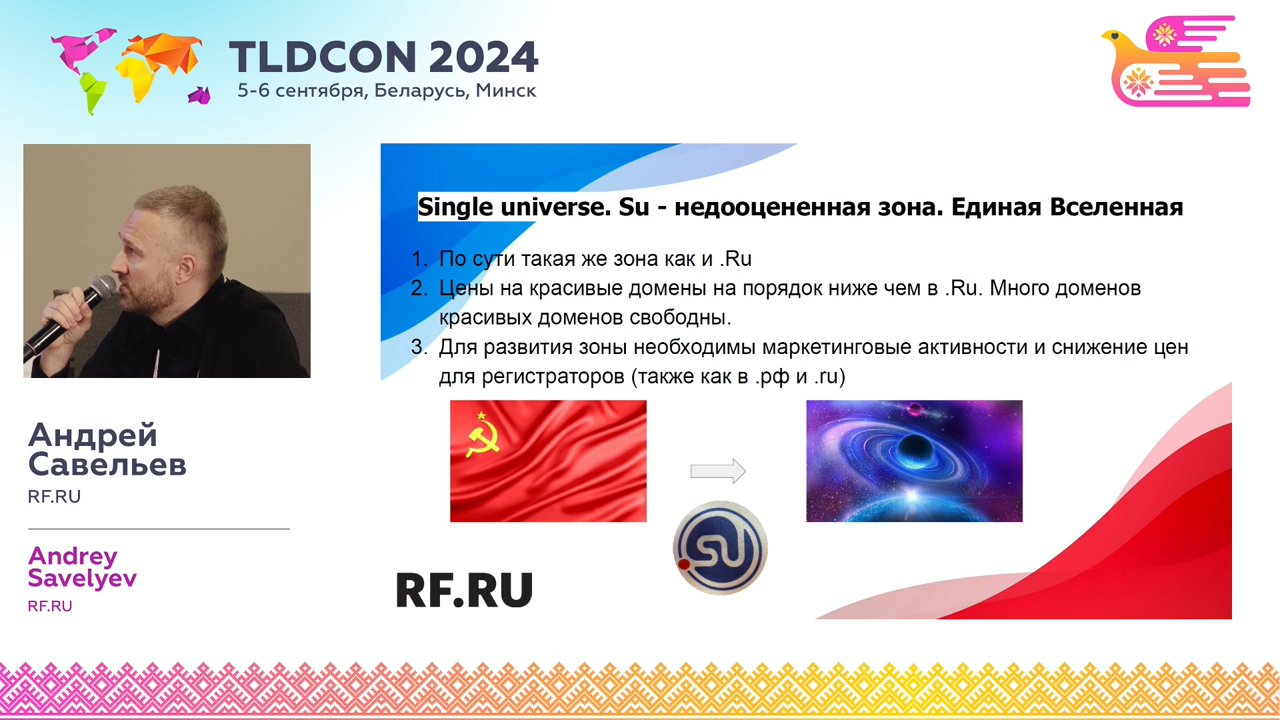 TLDCON 2024
5-6 сентября, Беларусь, Минск
Single universe. Su - недооцененная зона. Единая Вселенная
1. По сути такая же зона как и .Ru
2. Цены на красивые домены на порядок ниже чем в .Ru. Много доменов
красивых доменов свободны.
3. Для развития зоны необходимы маркетинговые активности и снижение цен
для регистраторов (также как в .рф и .ru)
SU
RF.RU
Андрей
Савельев
RF.RU
Andrey
Savelyev
RF.RU